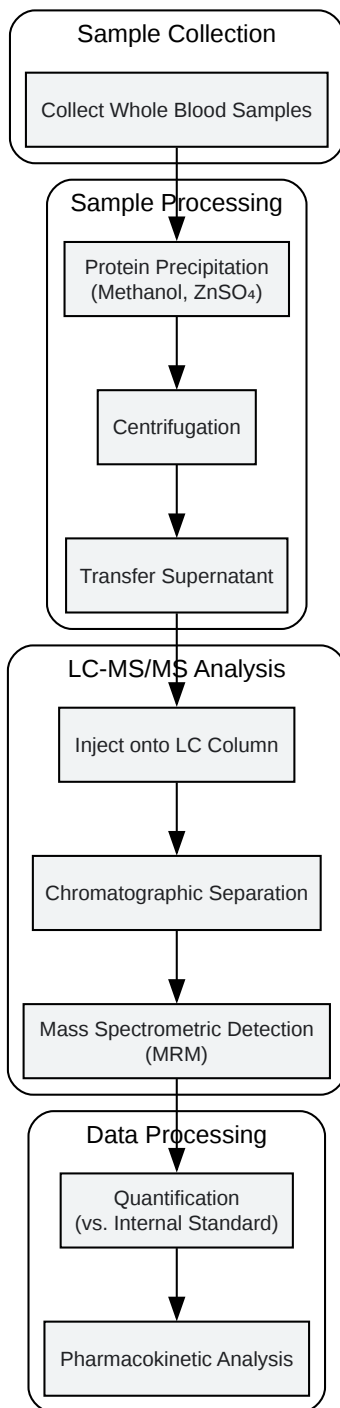 Sample Collection
Collect Whole Blood Samples
Sample Processing
Protein Precipitation
(Methanol, ZnSO₄)
Centrifugation
Transfer Supernatant
LC-MS/MS Analysis
Inject onto LC Column
Chromatographic Separation
Mass Spectrometric Detection
(MRM)
Data Processing
Quantification
(vs. Internal Standard)
Pharmacokinetic Analysis